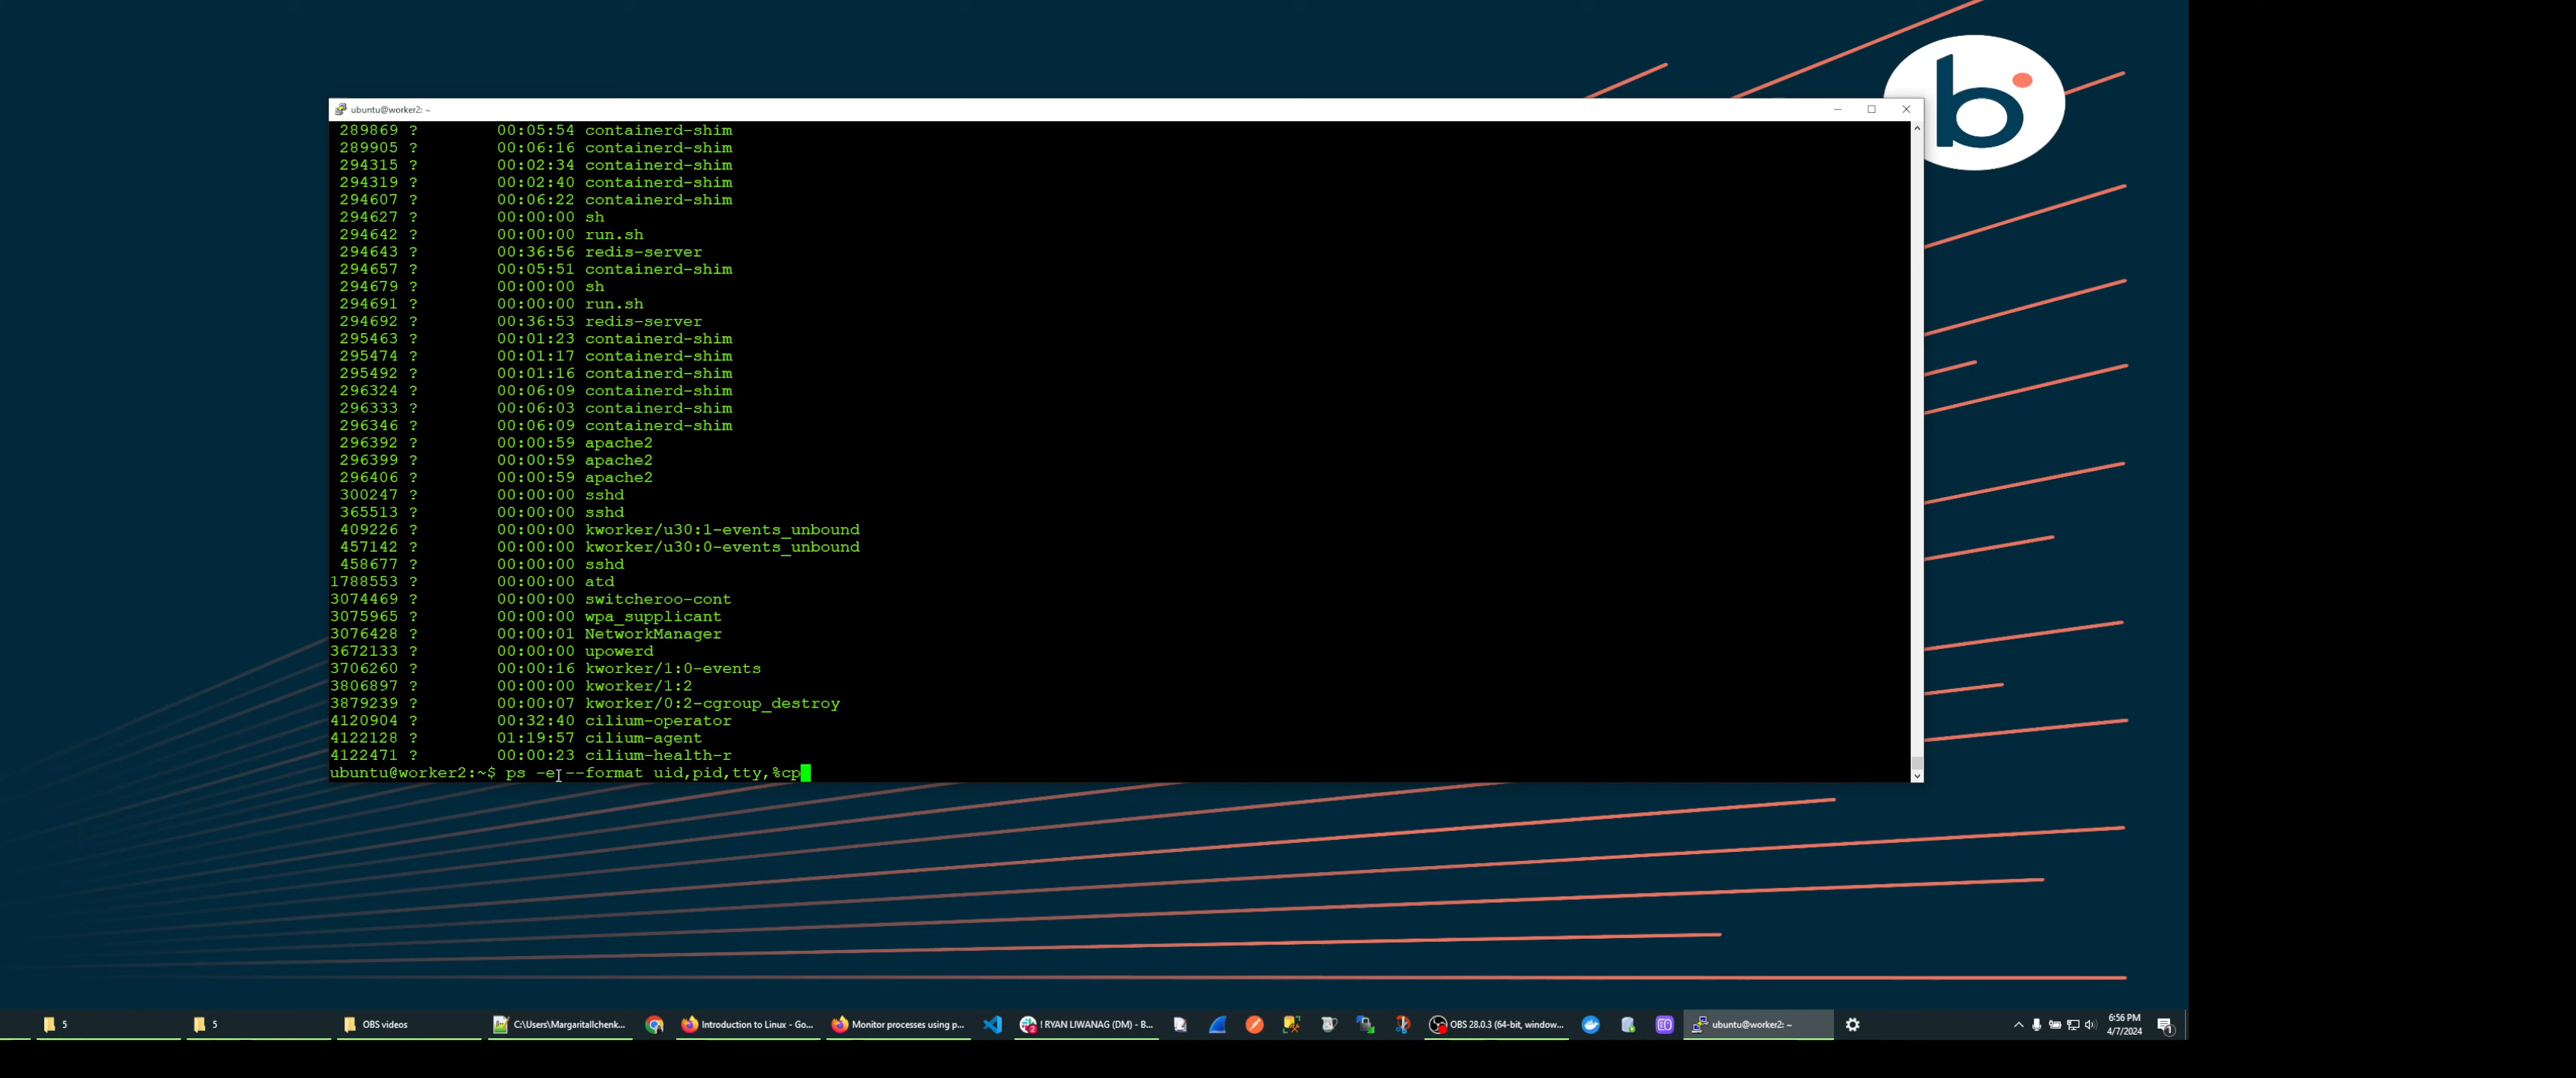 b
ubuntu@worker2: ~
289869 ? 00:05:54 containerd-shim
289905 ? 00:06:16 containerd-shim
294315 ? 00:02:34 containerd-shim
294319 ? 00:02:40 containerd-shim
294607 ? 00:06:22 containerd-shim
294627 ? 00:00:00 sh
294642 ? 00:00:00 run.sh
294643 ? 00:36:56 redis-server
294657 ? 00:05:51 containerd-shim
294679 ? 00:00:00 sh
294691 ? 00:00:00 run.sh
294692 ? 00:36:53 redis-server
295463 ? 00:01:23 containerd-shim
295474 ? 00:01:17 containerd-shim
295492 ? 00:01:16 containerd-shim
296324 ? 00:06:09 containerd-shim
296333 ? 00:06:03 containerd-shim
296346 ? 00:06:09 containerd-shim
296392 ? 00:00:59 apache2
296399 ? 00:00:59 apache2
296406 ? 00:00:59 apache2
300247 ? 00:00:00 sshd
365513 ? 00:00:00 sshd
409226 ? 00:00:00 kworker/u30:1-events_unbound
457142 ? 00:00:00 kworker/u30:0-events_unbound
458677 ? 00:00:00 sshd
1788553 ? 00:00:00 atd
3074469 ? 00:00:00 switcheroo-cont
3075965 ? 00:00:00 wpa_supplicant
3076428 ? 00:00:01 NetworkManager
3672133 ? 00:00:00 upowerd
3706260 ? 00:00:16 kworker/1:0-events
3806897 ? 00:00:00 kworker/1:2
3879239 ? 00:00:07 kworker/0:2-cgroup_destroy
4120904 ? 00:32:40 cilium-operator
4122128 ? 01:19:57 cilium-agent
4122471 ? 00:00:23 cilium-health-r
ubuntu@worker2:~$ ps -e --format uid,pid,tty,%cp
5 5 OBS videos C:\Users\MargaritaIlchenk... Introduction to Linux - Go... Monitor processes using p... ! RYAN LIWANAG (DM) - B... OBS 28.0.3 (64-bit, window... ubuntu@worker2: ~ 6:56 PM
4/7/2024